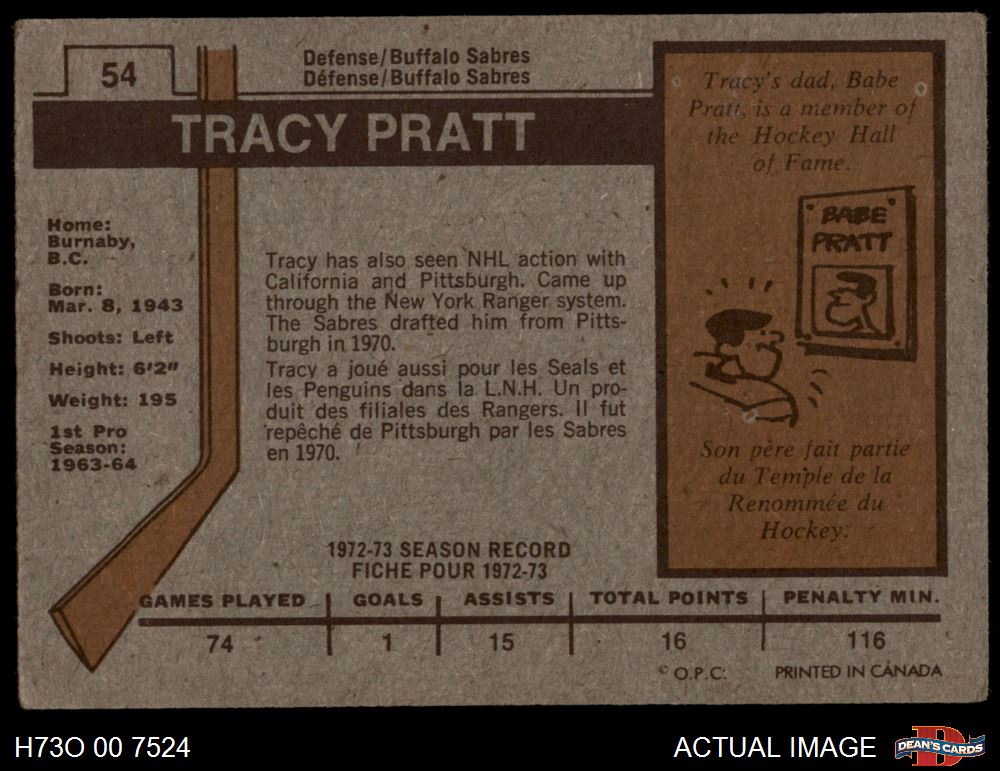 54
Defense/Buffalo Sabres
Défense/Buffalo Sabres
TRACY PRATT
Home:
Burnaby,
B.C.
Born:
Mar. 8, 1943
Shoots: Left
Height: 6'2"
Weight: 195
1st Pro
Season:
1963-64
Tracy has also seen NHL action with
California and Pittsburgh. Came up
through the New York Ranger system.
The Sabres drafted him from Pitts-
burgh in 1970.
Tracy a joué aussi pour les Seals et
les Penguins dans la L.N.H. Un pro-
duit des filiales des Rangers. Il fut
repêché de Pittsburgh par les Sabres
en 1970.
Tracy's dad, Babe
Pratt, is a member of
the Hockey Hall
of Fame.
BABE
PRATT
Son père fait partie
du Temple de la
Renommée du
Hockey.
1972-73 SEASON RECORD
FICHE POUR 1972-73
GAMES PLAYED GOALS ASSISTS TOTAL POINTS PENALTY MIN.
74 1 15 16 116
© O.P.C. PRINTED IN CANADA
H73O 00 7524
ACTUAL IMAGE
D
DEAN'S CARDS